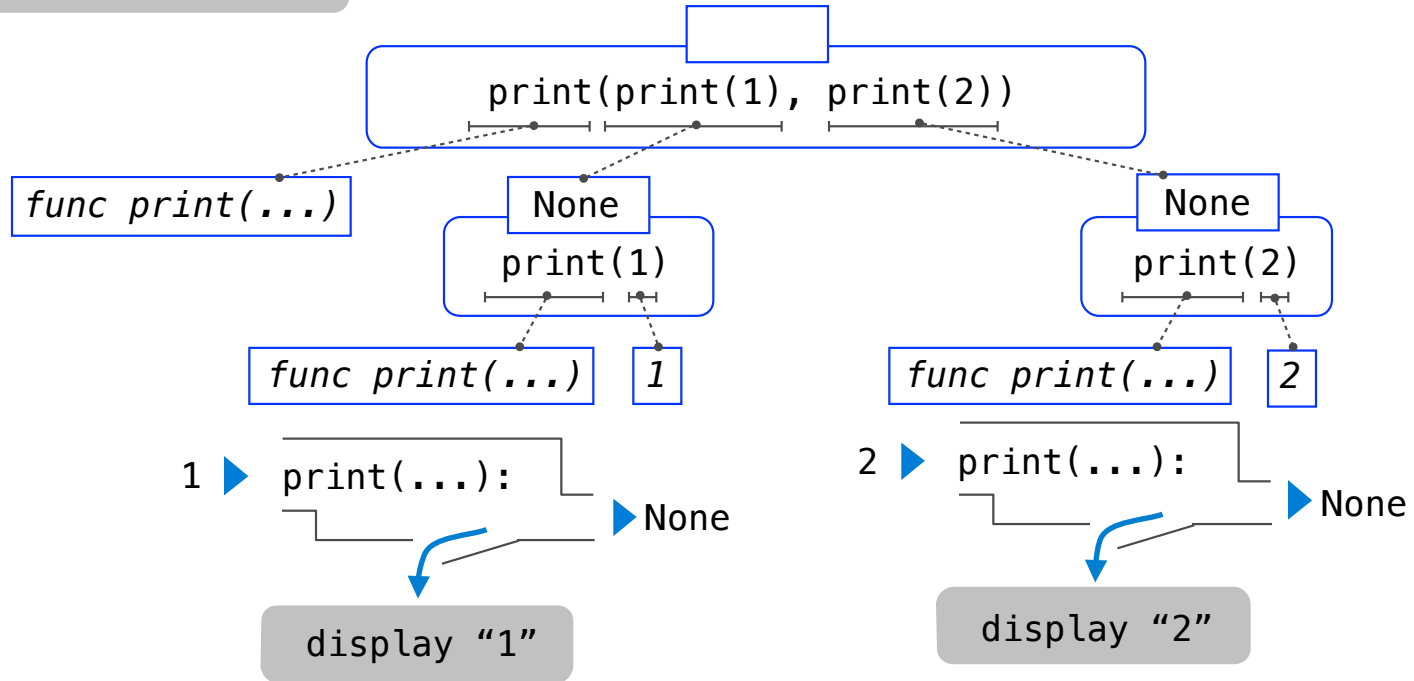 print(print(1), print(2))
func print(...)
None
None
print(1)
print(2)
func print(...)
1
func print(...)
2
1
print(...):
None
2
print(...):
None
display “1”
display “2”